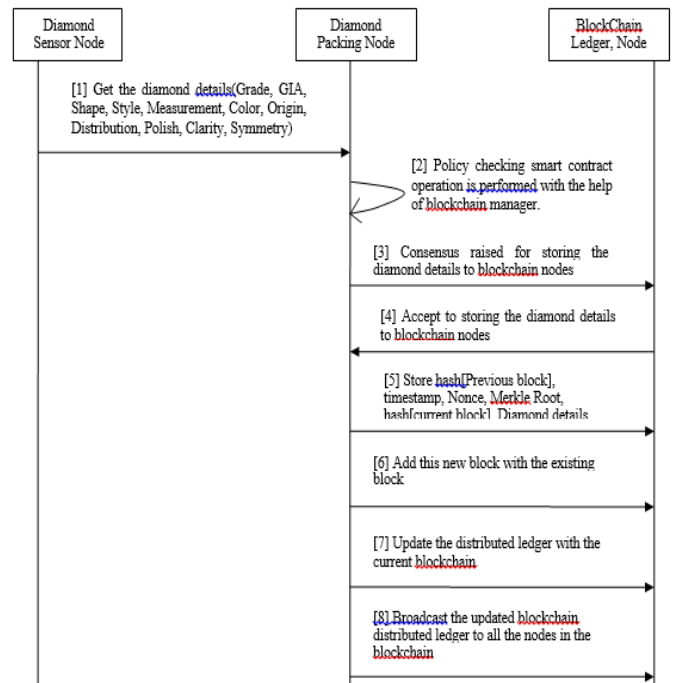 Diamond
Sensor Node
Diamond
Packing Node
BlockChain
Ledger, Node
[1] Get the diamond details(Grade, GIA,
Shape, Style, Measurement, Color, Origin,
Distribution, Polish, Clarity, Symmetry)
[2] Policy checking smart contract
operation is performed with the help
of blockchain manager.
[3] Consensus raised for storing the
diamond details to blockchain nodes
[4] Accept to storing the diamond details
to blockchain nodes
[5] Store hash[Previous block],
timestamp, Nonce, Merkle Root,
hash[current block], Diamond details
[6] Add this new block with the existing
block
[7] Update the distributed ledger with the
current blockchain
[8] Broadcast the updated blockchain
distributed ledger to all the nodes in the
blockchain